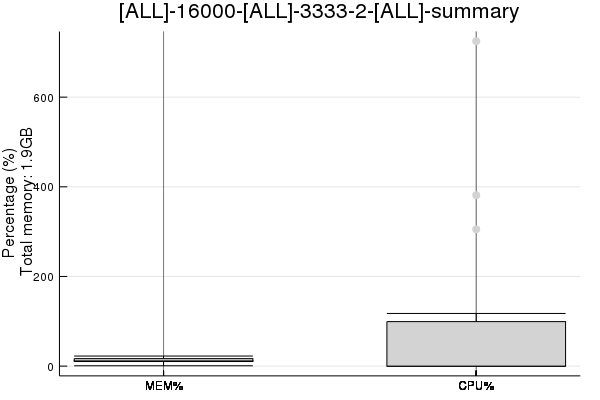 [ALL]-16000-[ALL]-3333-2-[ALL]-summary
Percentage (%)
Total memory: 1.9GB
600
400
200
0
MEM%
CPU%